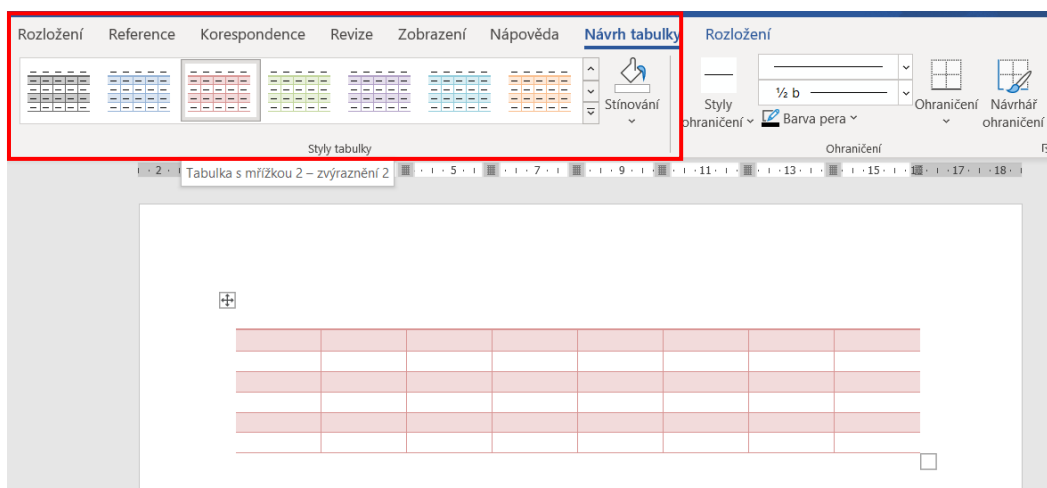 Rozložení Reference Korespondence Revize Zobrazení Nápověda Návrh tabulky Rozložení
½ b
Stínování
Styly
ohraničení
Barva pera
Ohraničení
Návrhář
ohraničení
Styly tabulky
Ohraničení
Tabulka s mřížkou 2 – zvýraznění 2
2 5 7 9 11 13 15 17 18